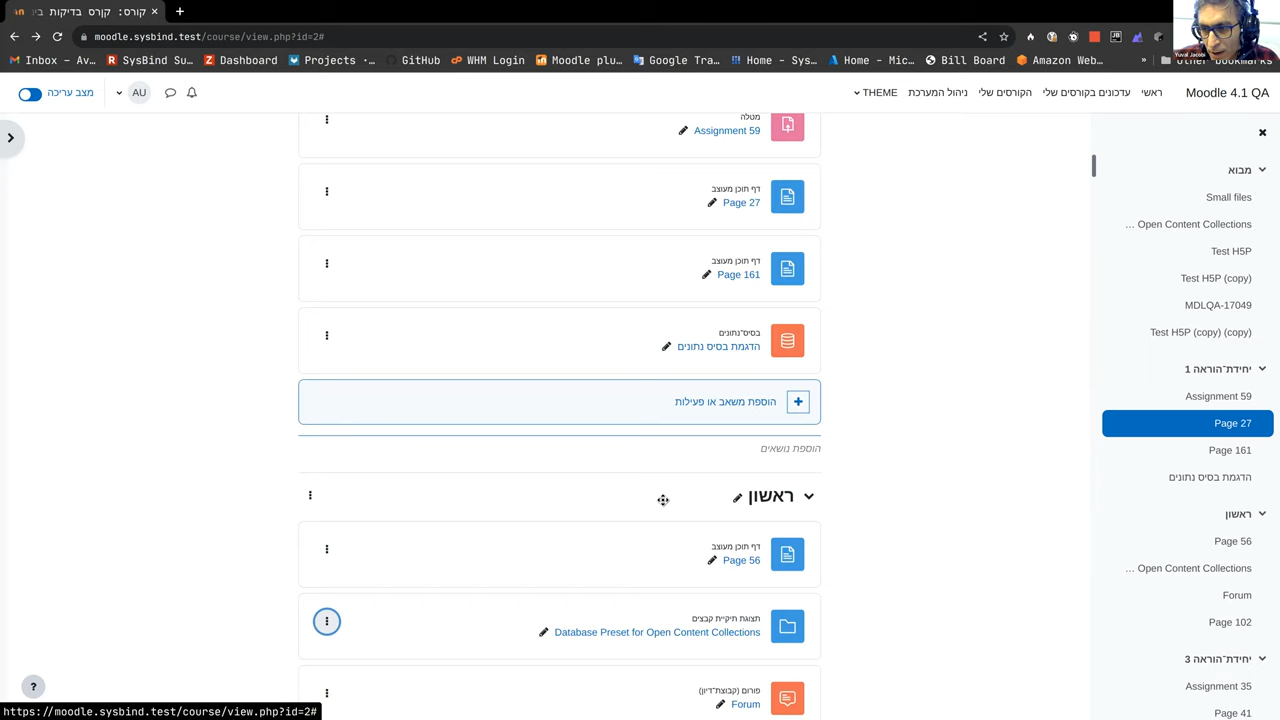 קורס: קורס בדיקות ביני
moodle.sysbind.test/course/view.php?id=2#
Yuval Jacobi
Inbox - Av...
SysBind Su...
Dashboard
Projects - ...
GitHub
WIKI login
Moodle plu...
Google Tra...
Home - Sy...
Home - Mic...
Bill Board
Amazon Web...
»
Other Bookmarks
Moodle 4.1 QA
ראשי
עדכונים בקורסים שלי
הקורסים שלי
ניהול המערכת
THEME
AU
מצב עריכה
מטלה
Assignment 59
דף תוכן מעוצב
Page 27
דף תוכן מעוצב
Page 161
בסיס־נתונים
הדגמת בסיס נתונים
הוספת משאב או פעילות
הוספת נושאים
ראשון
דף תוכן מעוצב
Page 56
תצוגת תיקיית קבצים
Database Preset for Open Content Collections
פורום (קבוצת־דיון)
Forum
מבוא
Small files
... Open Content Collections
Test H5P
Test H5P (copy)
MDLQA-17049
Test H5P (copy) (copy)
יחידת־הוראה 1
Assignment 59
Page 27
Page 161
הדגמת בסיס נתונים
ראשון
Page 56
... Open Content Collections
Forum
Page 102
יחידת־הוראה 3
Assignment 35
Page 41
?
https://moodle.sysbind.test/course/view.php?id=2#